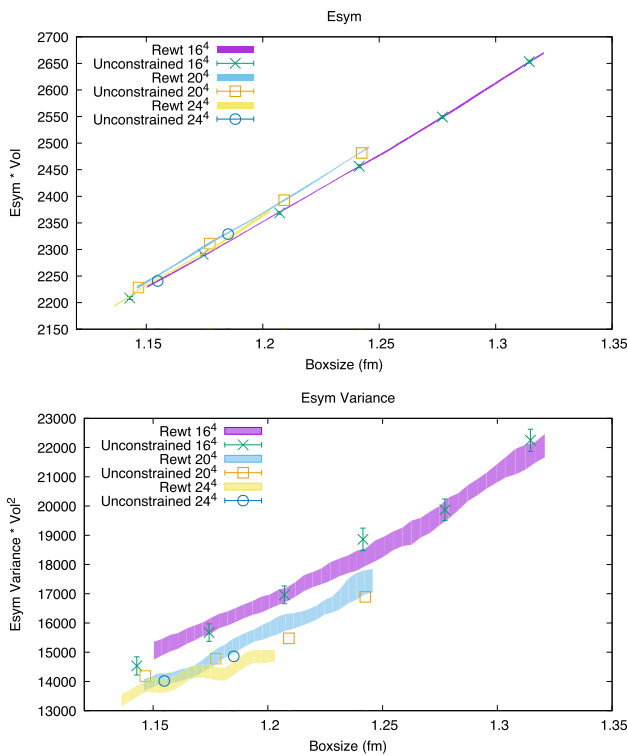 Esym
Esym * Vol
2700
2650
2600
2550
2500
2450
2400
2350
2300
2250
2200
2150
Rewt 16^4
Unconstrained 16^4
Rewt 20^4
Unconstrained 20^4
Rewt 24^4
Unconstrained 24^4
1.15 1.2 1.25 1.3 1.35
Boxsize (fm)
Esym Variance
Esym Variance * Vol^2
23000
22000
21000
20000
19000
18000
17000
16000
15000
14000
13000
Rewt 16^4
Unconstrained 16^4
Rewt 20^4
Unconstrained 20^4
Rewt 24^4
Unconstrained 24^4
1.15 1.2 1.25 1.3 1.35
Boxsize (fm)